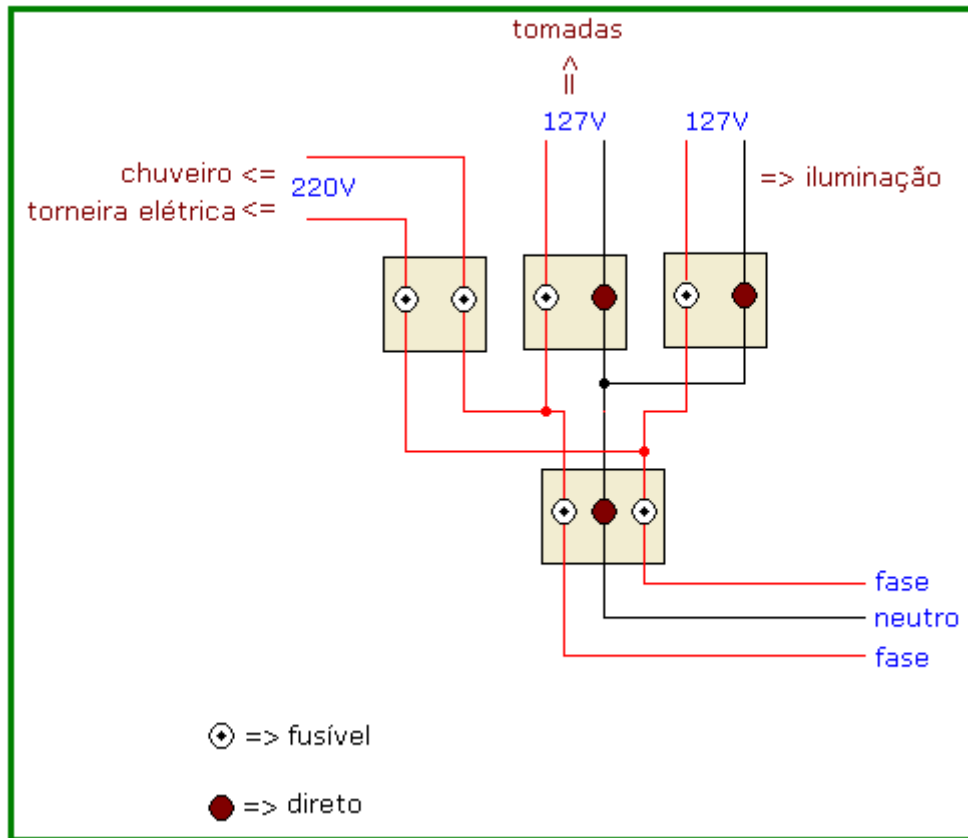 tomadas
<=
127V 127V
chuveiro <=
220V
=> iluminação
torneira elétrica <=
fase
neutro
fase
=> fusível
=> direto